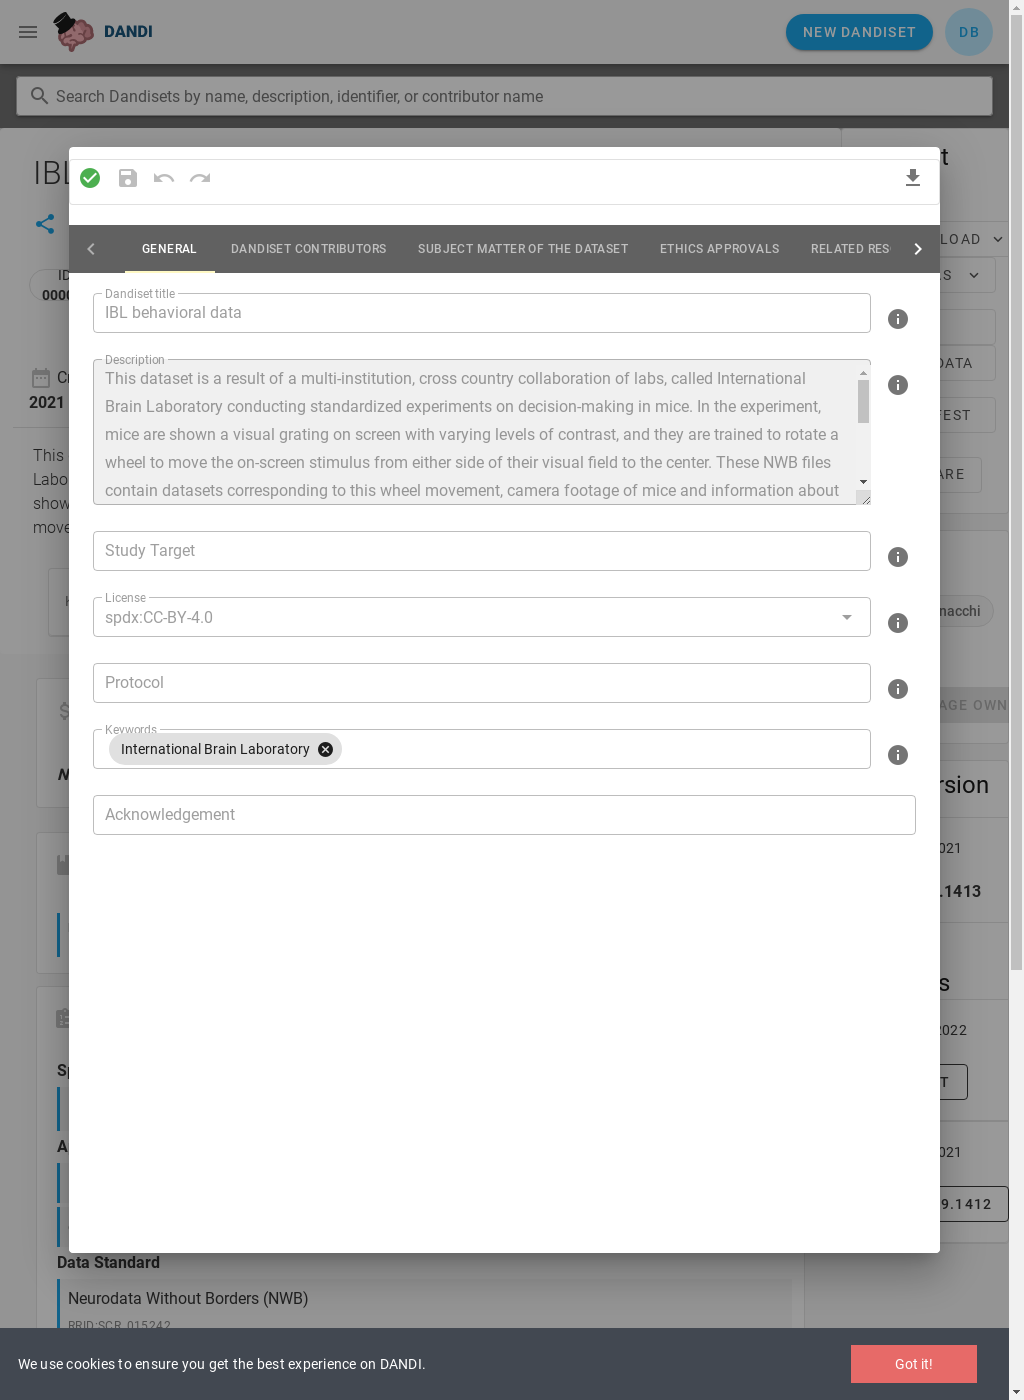 DANDI
NEW DANDISET
DB
Search Dandisets by name, description, identifier, or contributor name
IBL
GENERAL
DANDISET CONTRIBUTORS
SUBJECT MATTER OF THE DATASET
ETHICS APPROVALS
RELATED RES
LOAD
ID
0000
Dandiset title
IBL behavioral data
Description
This dataset is a result of a multi-institution, cross country collaboration of labs, called International
Brain Laboratory conducting standardized experiments on decision-making in mice. In the experiment,
mice are shown a visual grating on screen with varying levels of contrast, and they are trained to rotate a
wheel to move the on-screen stimulus from either side of their visual field to the center. These NWB files
contain datasets corresponding to this wheel movement, camera footage of mice and information about
DATA
2021
This
Labo
show
move
ARE
Study Target
License
spdx:CC-BY-4.0
nacchi
Protocol
AGE OWN
Keywords
International Brain Laboratory
rsion
Acknowledgement
2021
.1413
s
2022
T
Sp
A
2021
9.1412
Data Standard
Neurodata Without Borders (NWB)
RRID:SCR_015242
We use cookies to ensure you get the best experience on DANDI.
Got it!